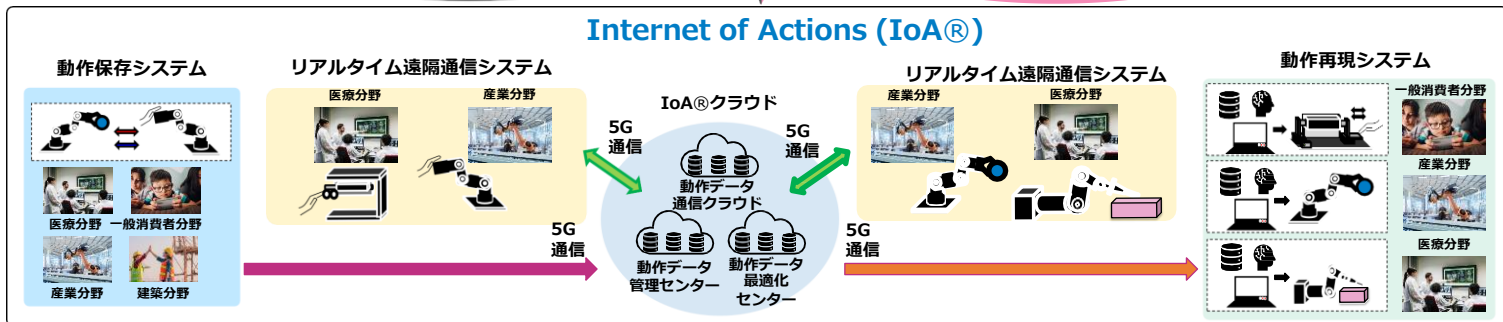 Internet of Actions (IoA®)
動作保存システム
医療分野
一般消費者分野
産業分野
建築分野
リアルタイム遠隔通信システム
医療分野
産業分野
5G
通信
5G
通信
IoA®クラウド
動作データ
通信クラウド
動作データ
管理センター
動作データ
最適化
センター
5G
通信
5G
通信
リアルタイム遠隔通信システム
産業分野
医療分野
動作再現システム
一般消費者分野
産業分野
医療分野